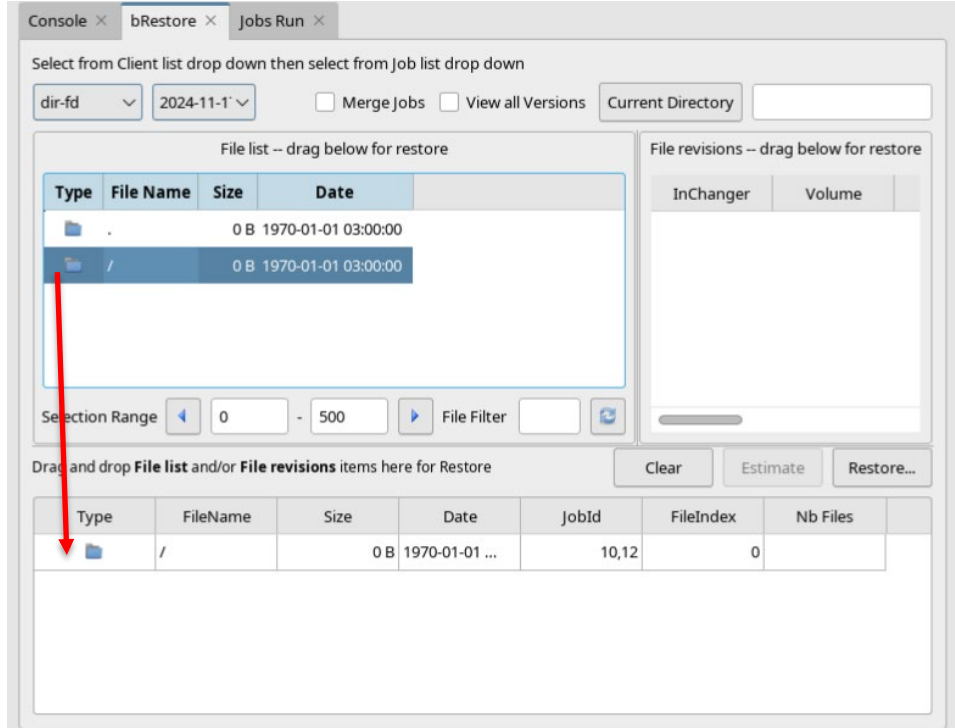 Console bRestore Jobs Run
Select from Client list drop down then select from Job list drop down
dir-fd 2024-11-1 Merge Jobs View all Versions Current Directory
File list -- drag below for restore
Type File Name Size Date
. 0 B 1970-01-01 03:00:00
/ 0 B 1970-01-01 03:00:00
Selection Range 0 - 500 File Filter
File revisions -- drag below for restore
InChanger Volume
Drag and drop File list and/or File revisions items here for Restore Clear Estimate Restore...
Type FileName Size Date JobId FileIndex Nb Files
/ 0 B 1970-01-01 ... 10,12 0